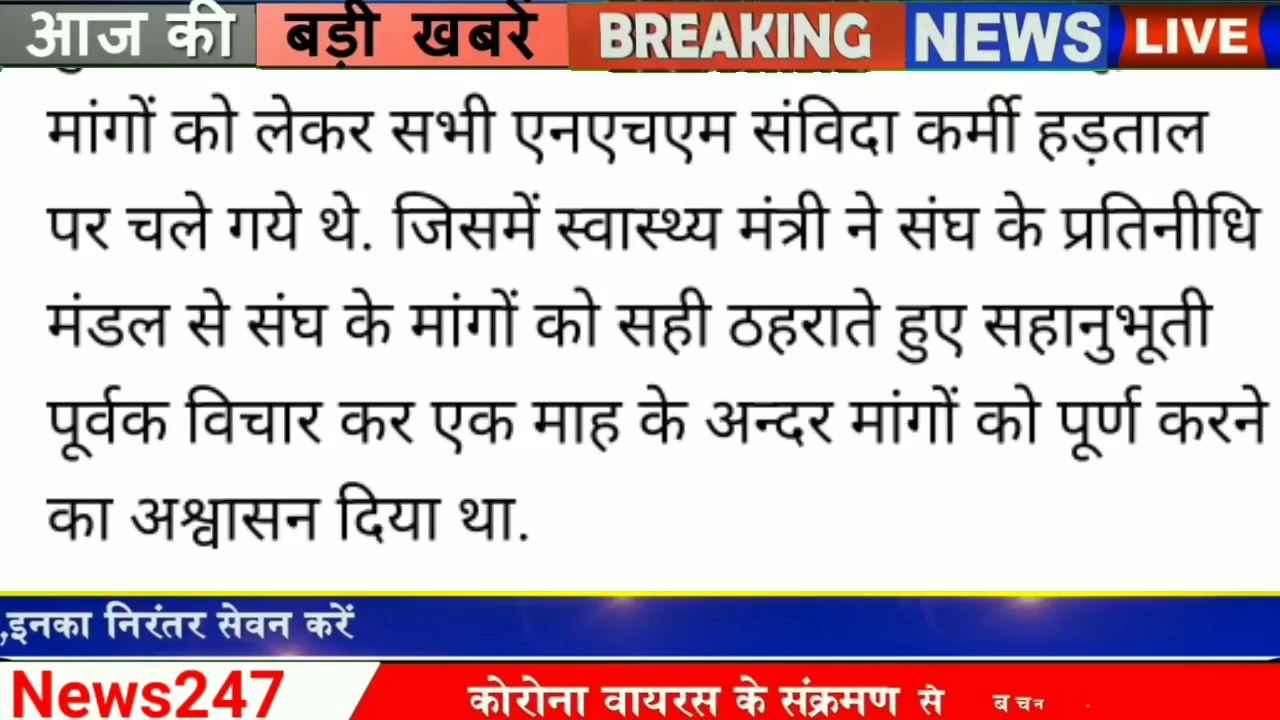 आज की बड़ी खबरें BREAKING NEWS LIVE
मांगों को लेकर सभी एनएचएम संविदा कर्मी हड़ताल
पर चले गये थे. जिसमें स्वास्थ्य मंत्री ने संघ के प्रतिनीधि
मंडल से संघ के मांगों को सही ठहराते हुए सहानुभूती
पूर्वक विचार कर एक माह के अन्दर मांगों को पूर्ण करने
का अश्वासन दिया था.
,इनका निरंतर सेवन करें
News247 कोरोना वायरस के संक्रमण से बचन